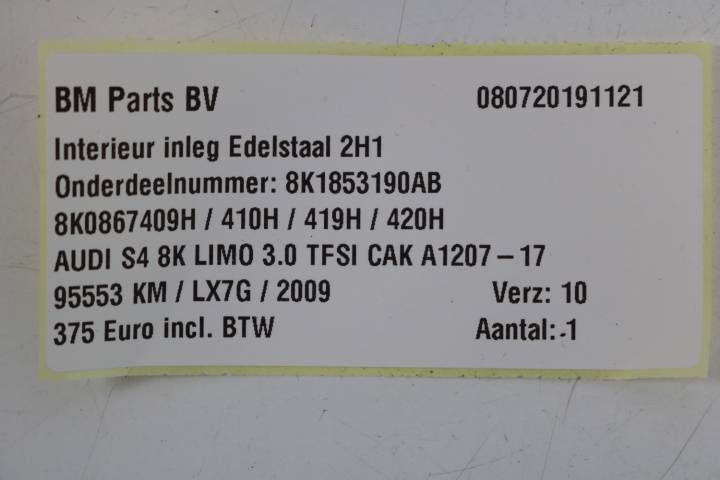 BM Parts BV 080720191121
Interieur inleg Edelstaal 2H1
Onderdeelnummer: 8K1853190AB
8K0867409H / 410H / 419H / 420H
AUDI S4 8K LIMO 3.0 TFSI CAK A1207 – 17
95553 KM / LX7G / 2009 Verz: 10
375 Euro incl. BTW Aantal: 1